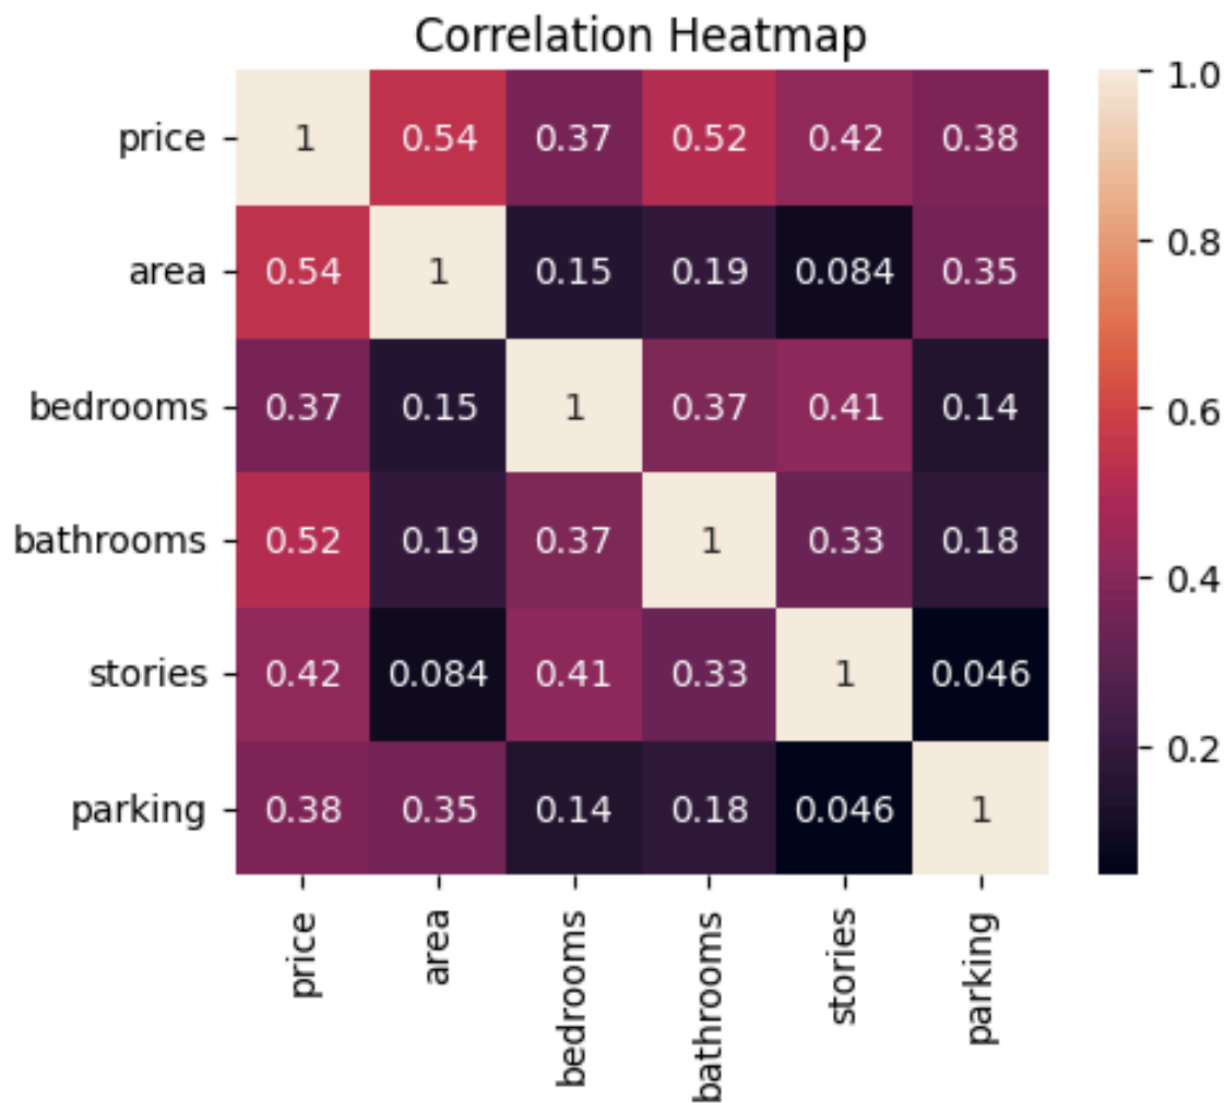 Correlation Heatmap
price 1 0.54 0.37 0.52 0.42 0.38
area 0.54 1 0.15 0.19 0.084 0.35
bedrooms 0.37 0.15 1 0.37 0.41 0.14
bathrooms 0.52 0.19 0.37 1 0.33 0.18
stories 0.42 0.084 0.41 0.33 1 0.046
parking 0.38 0.35 0.14 0.18 0.046 1
price area bedrooms bathrooms stories parking
1.0
0.8
0.6
0.4
0.2